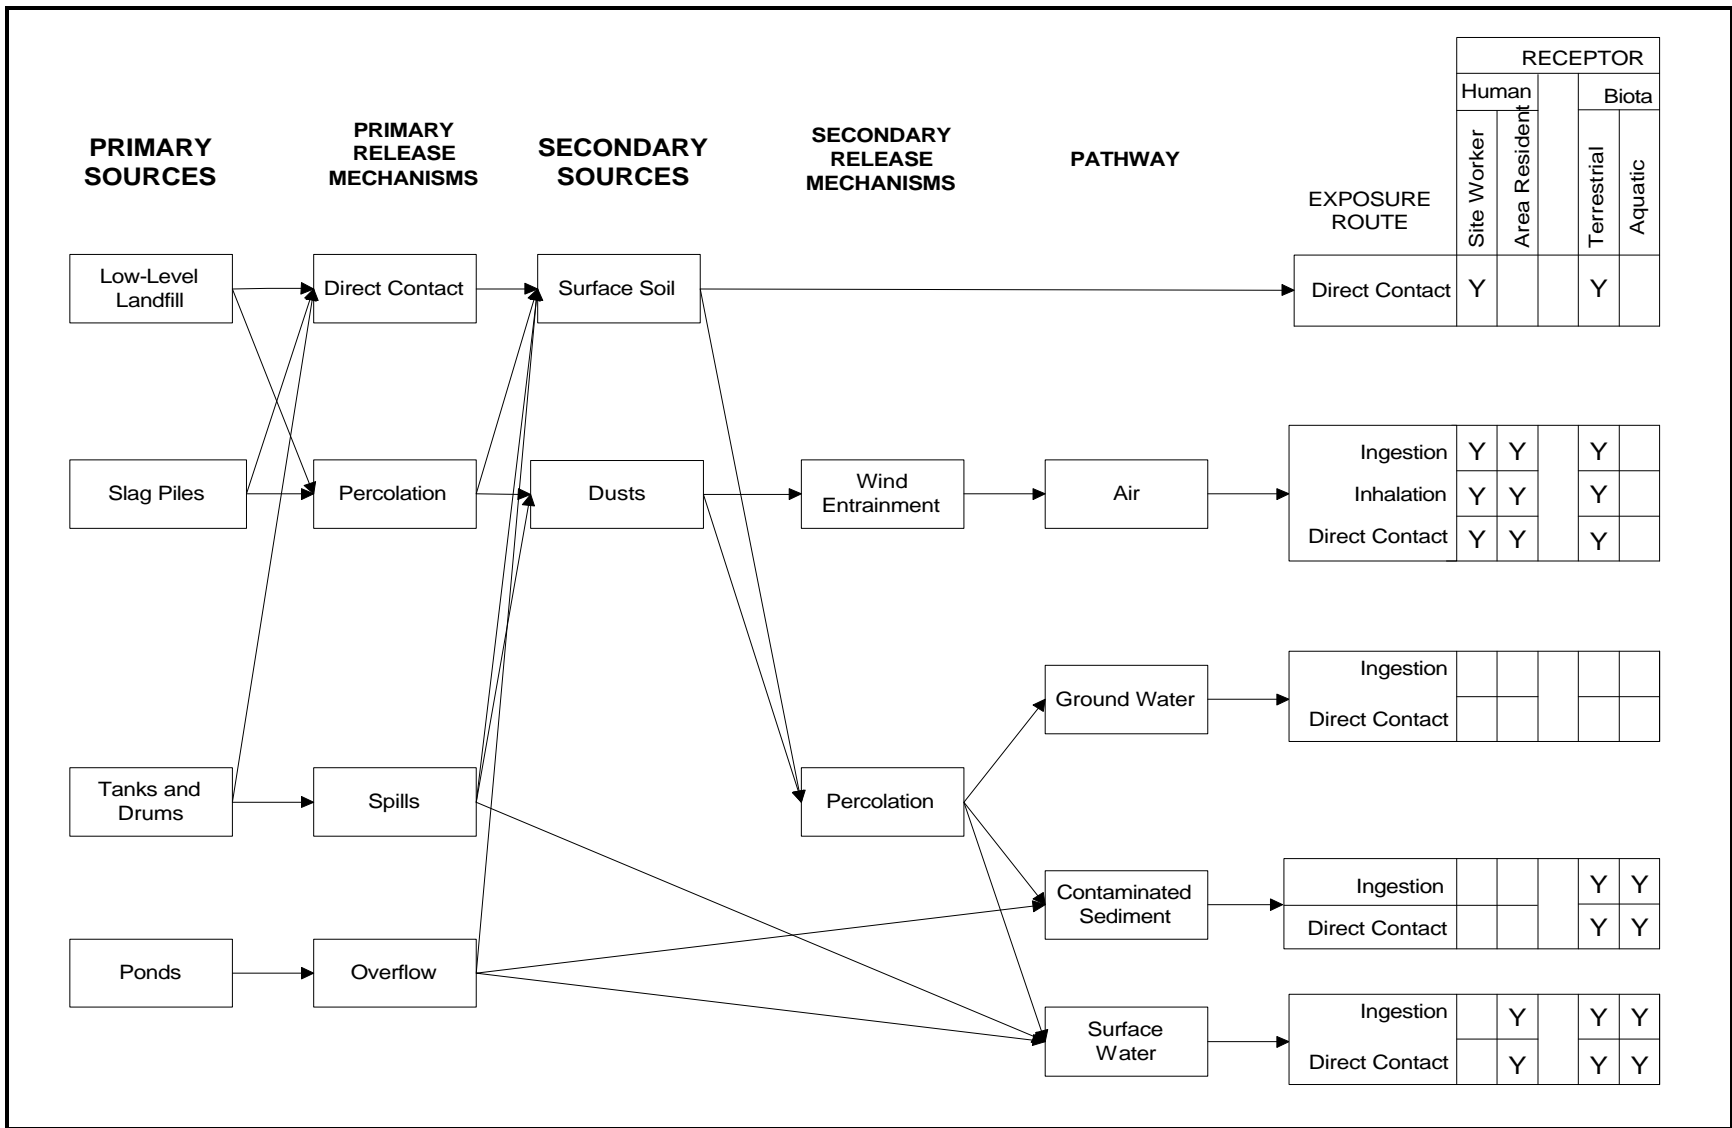 RECEPTOR
Human
Biota
Site Worker
Area Resident
Terrestrial
Aquatic
PRIMARY
SOURCES
PRIMARY
RELEASE
MECHANISMS
SECONDARY
SOURCES
SECONDARY
RELEASE
MECHANISMS
PATHWAY
EXPOSURE
ROUTE
Low-Level
Landfill
Direct Contact
Surface Soil
Direct Contact Y Y
Slag Piles
Percolation
Dusts
Wind
Entrainment
Air
Ingestion Y Y Y
Inhalation Y Y Y
Direct Contact Y Y Y
Ground Water
Ingestion
Direct Contact
Tanks and
Drums
Spills
Percolation
Contaminated
Sediment
Ingestion Y Y
Direct Contact Y Y
Ponds
Overflow
Surface
Water
Ingestion Y Y Y
Direct Contact Y Y Y